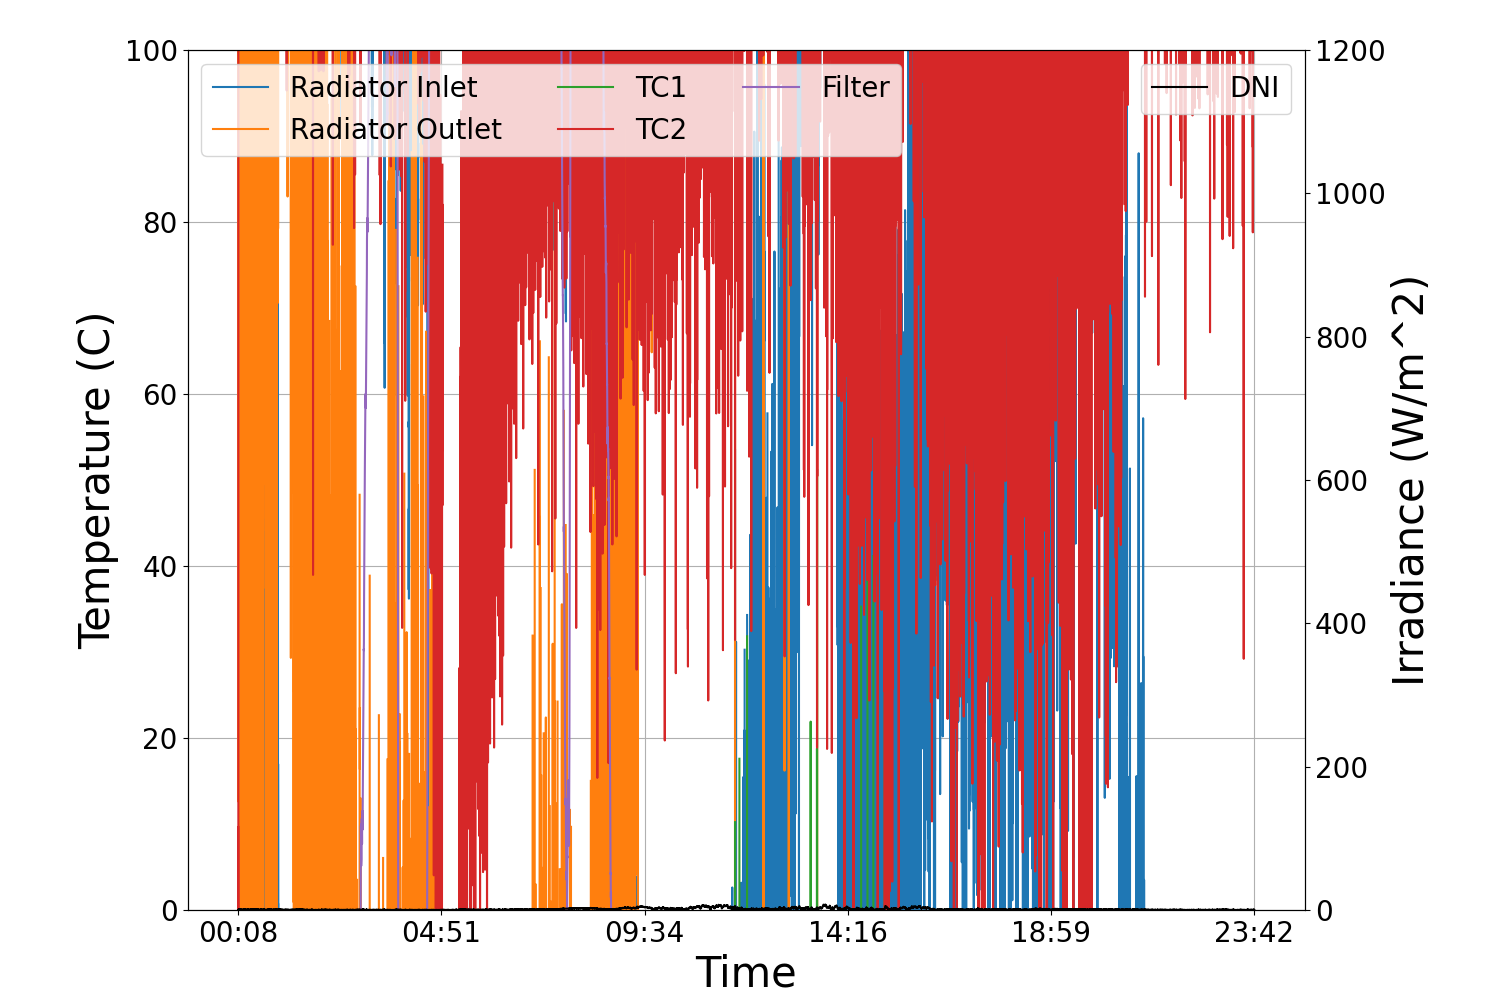 100
80
60
40
20
0
Temperature (C)
Radiator Inlet
Radiator Outlet
TC1
TC2
Filter
DNI
1200
1000
800
600
400
200
0
Irradiance (W/m^2)
00:08
04:51
09:34
14:16
18:59
23:42
Time